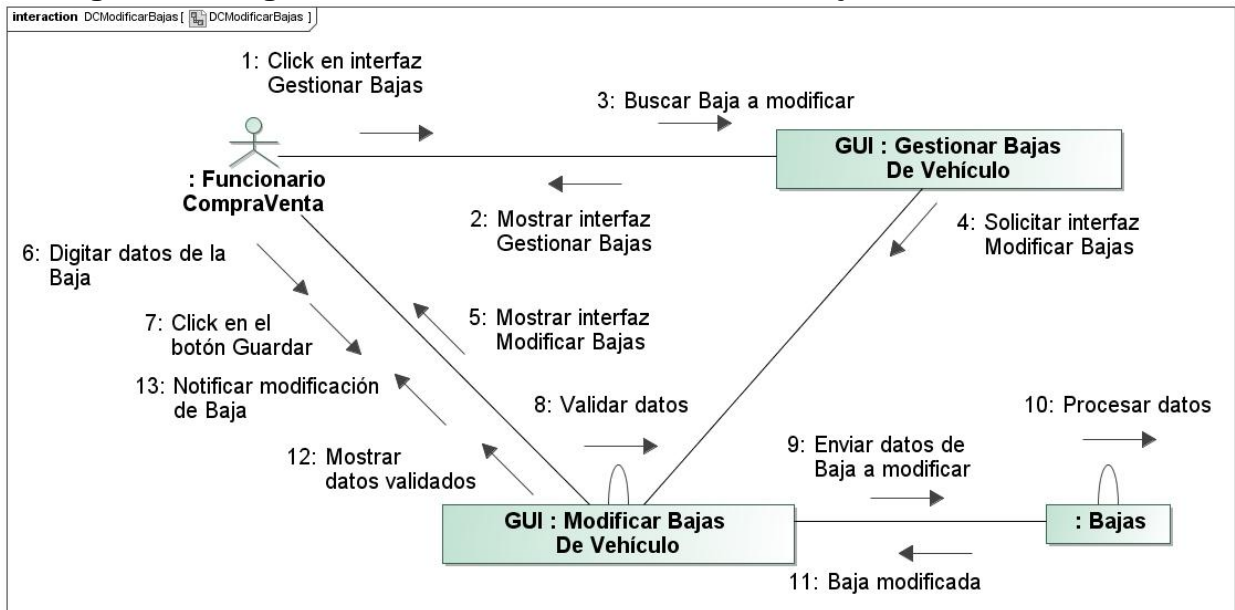 interaction DCModificarBajas [ DCModificarBajas ]
1: Click en interfaz
Gestionar Bajas
3: Buscar Baja a modificar
GUI : Gestionar Bajas
De Vehículo
: Funcionario
CompraVenta
2: Mostrar interfaz
Gestionar Bajas
4: Solicitar interfaz
Modificar Bajas
6: Digitar datos de la
Baja
7: Click en el
botón Guardar
5: Mostrar interfaz
Modificar Bajas
13: Notificar modificación
de Baja
8: Validar datos
10: Procesar datos
12: Mostrar
datos validados
9: Enviar datos de
Baja a modificar
GUI : Modificar Bajas
De Vehículo
: Bajas
11: Baja modificada